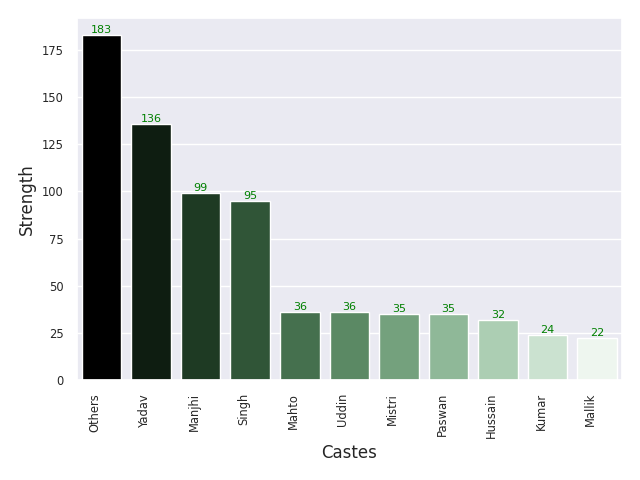 183
136
99
95
36
36
35
35
32
24
22
175
150
125
100
75
50
25
0
Strength
Others
Yadav
Manjhi
Singh
Mahto
Uddin
Mistri
Paswan
Hussain
Kumar
Mallik
Castes